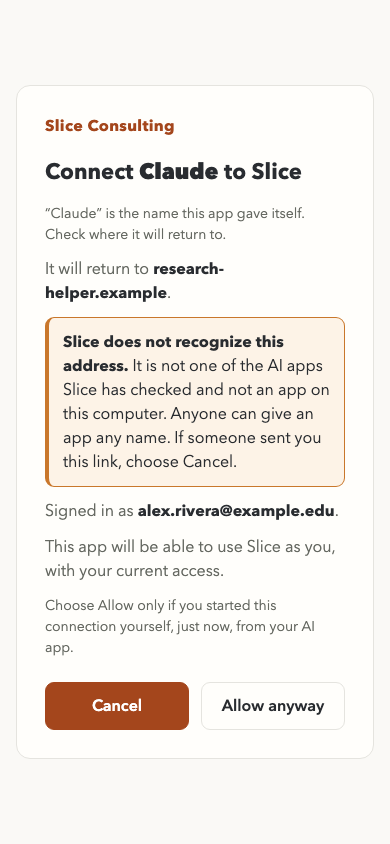 Slice Consulting
Connect Claude to Slice
“Claude” is the name this app gave itself.
Check where it will return to.
It will return to research-
helper.example.
Slice does not recognize this
address. It is not one of the AI apps
Slice has checked and not an app on
this computer. Anyone can give an
app any name. If someone sent you
this link, choose Cancel.
Signed in as alex.rivera@example.edu.
This app will be able to use Slice as you,
with your current access.
Choose Allow only if you started this
connection yourself, just now, from your AI
app.
Cancel
Allow anyway